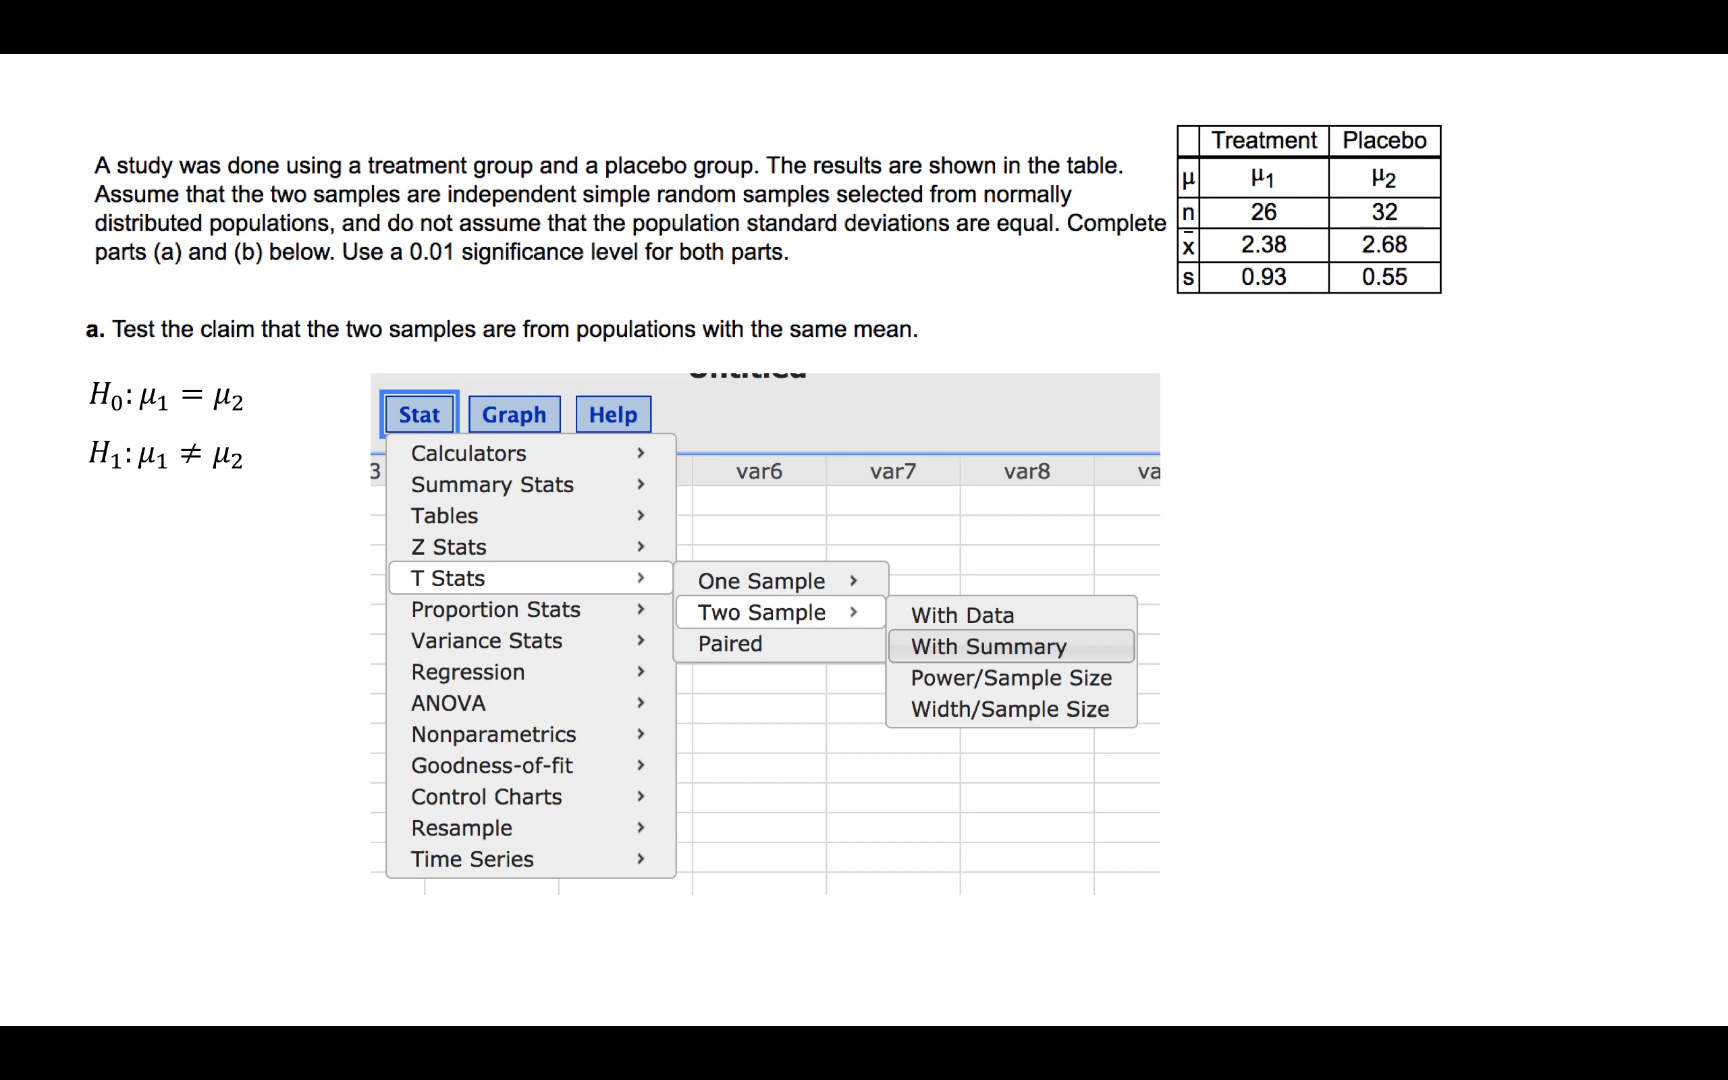 A study was done using a treatment group and a placebo group. The results are shown in the table.
Assume that the two samples are independent simple random samples selected from normally
distributed populations, and do not assume that the population standard deviations are equal. Complete
parts (a) and (b) below. Use a 0.01 significance level for both parts.
Treatment Placebo
μ μ₁ μ₂
n 26 32
x̄ 2.38 2.68
s 0.93 0.55
a. Test the claim that the two samples are from populations with the same mean.
H₀: μ₁ = μ₂
H₁: μ₁ ≠ μ₂
Untitled
Stat Graph Help
3 var6 var7 var8 va
Calculators >
Summary Stats >
Tables >
Z Stats >
T Stats >
Proportion Stats >
Variance Stats >
Regression >
ANOVA >
Nonparametrics >
Goodness-of-fit >
Control Charts >
Resample >
Time Series >
One Sample >
Two Sample >
Paired
With Data
With Summary
Power/Sample Size
Width/Sample Size